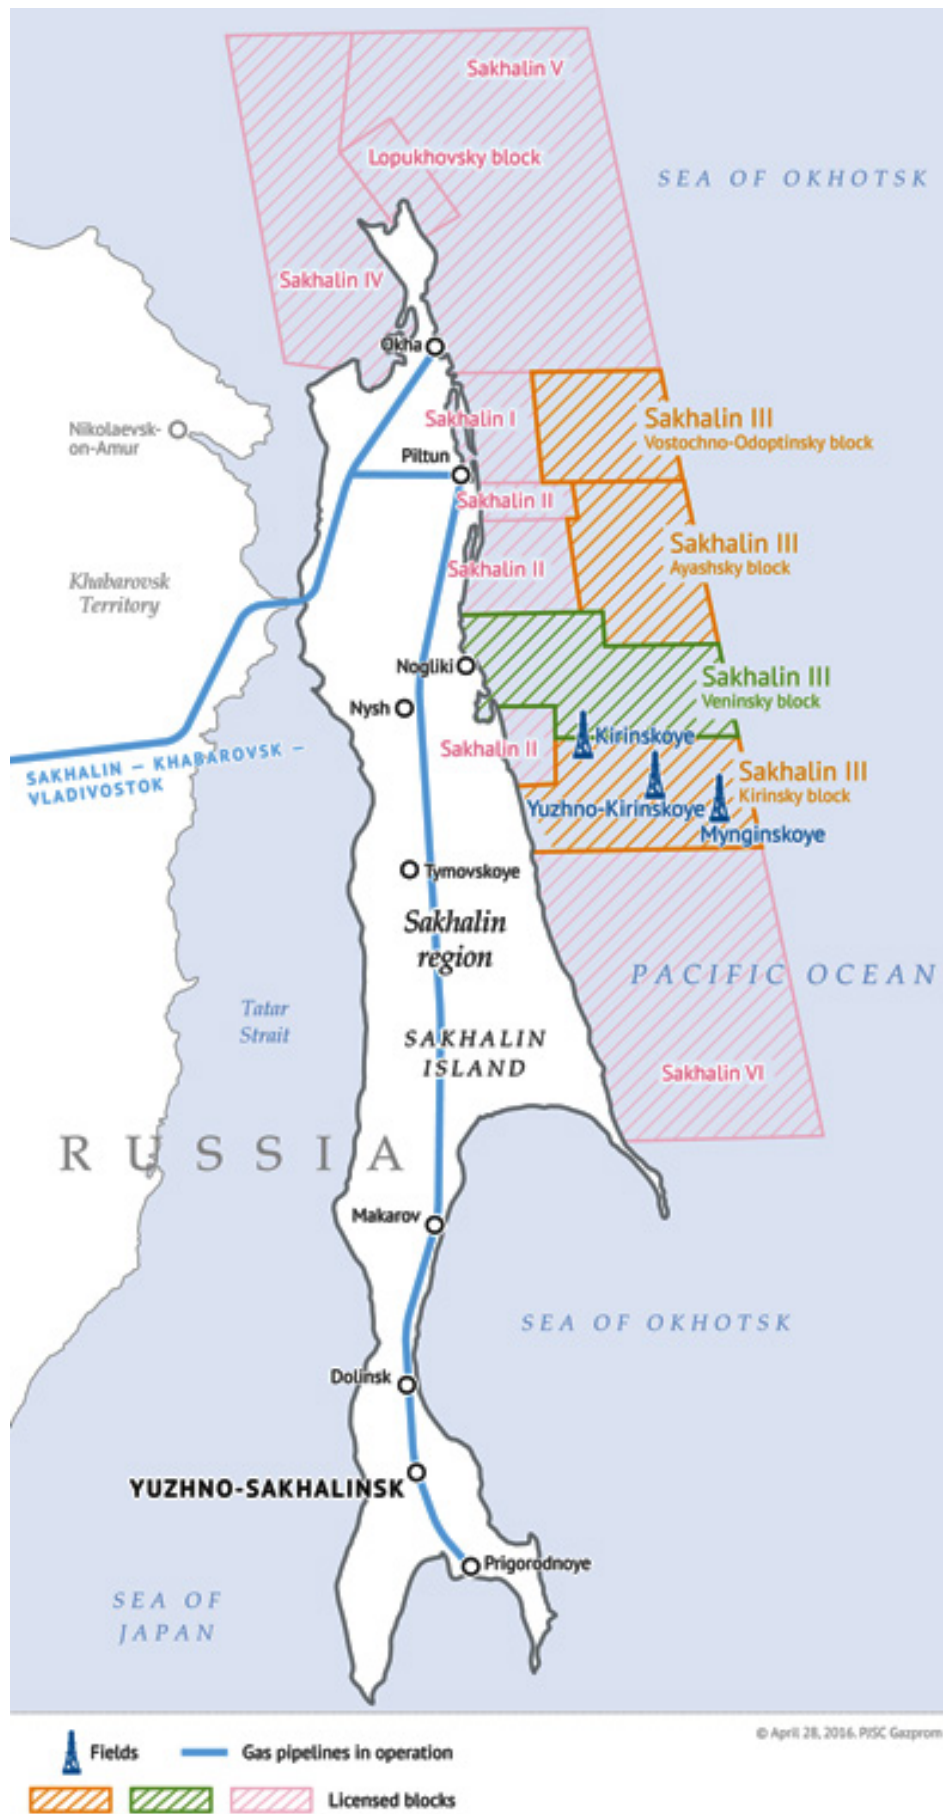 Sakhalin V
Lopukhovsky block
SEA OF OKHOTSK
Sakhalin IV
Okha
Sakhalin I
Sakhalin III
Vostochno-Odoptinsky block
Nikolaevsk-
on-Amur
Piltun
Sakhalin II
Sakhalin III
Ayashsky block
Sakhalin II
Khabarovsk
Territory
Nogliki
Sakhalin III
Veninsky block
Nysh
Sakhalin II
Kirinskoye
SAKHALIN – KHABAROVSK –
VLADIVOSTOK
Sakhalin III
Kirinsky block
Yuzhno-Kirinskoye
Mynginskoye
Tymovskoye
Sakhalin
region
PACIFIC OCEAN
Tatar
Strait
SAKHALIN
ISLAND
Sakhalin VI
RUSSIA
Makarov
SEA OF OKHOTSK
Dolinsk
YUZHNO-SAKHALINSK
Prigorodnoye
SEA OF
JAPAN
© April 28, 2016. PJSC Gazprom
Fields
Gas pipelines in operation
Licensed blocks